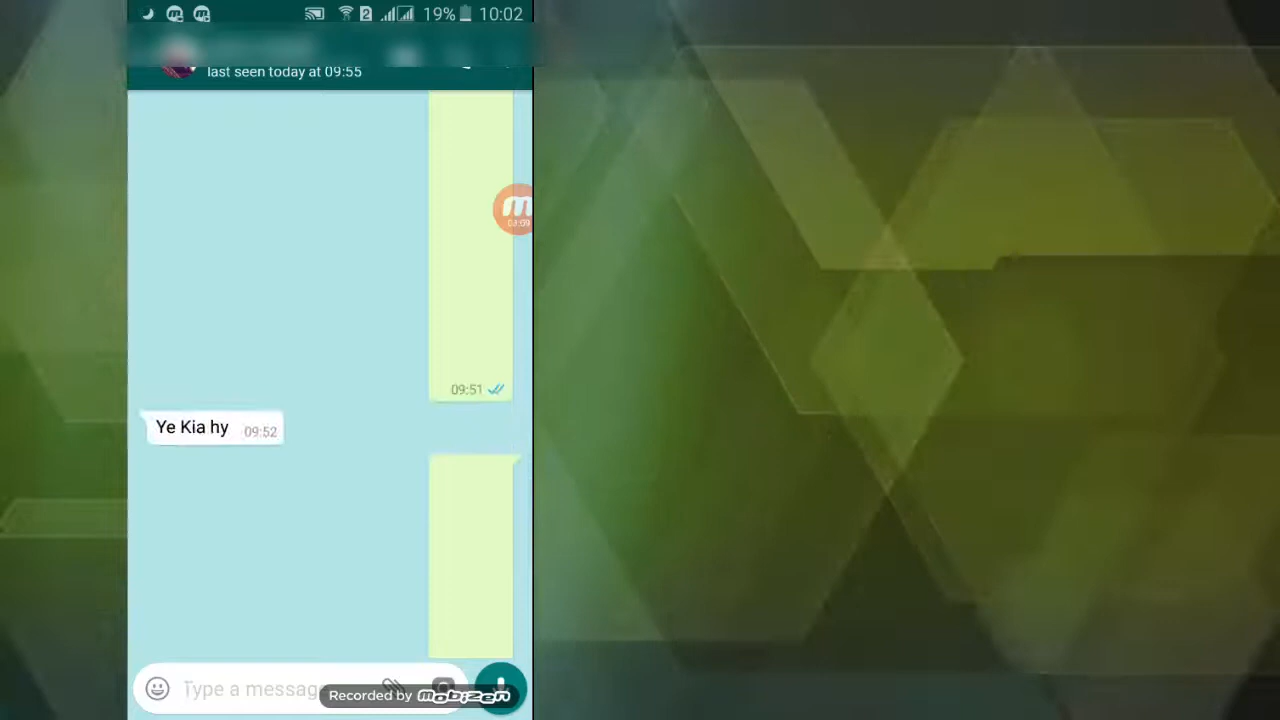 2 19% 10:02
last seen today at 09:55
m
09:51
Ye Kia hy 09:52
Type a messag
Recorded by mobizen